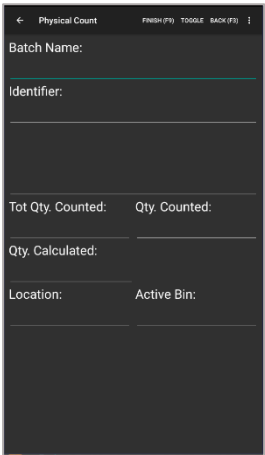 ← Physical Count FINISH (F9) TOGGLE BACK (F3)
Batch Name:
Identifier:
Tot Qty. Counted: Qty. Counted:
Qty. Calculated:
Location: Active Bin: